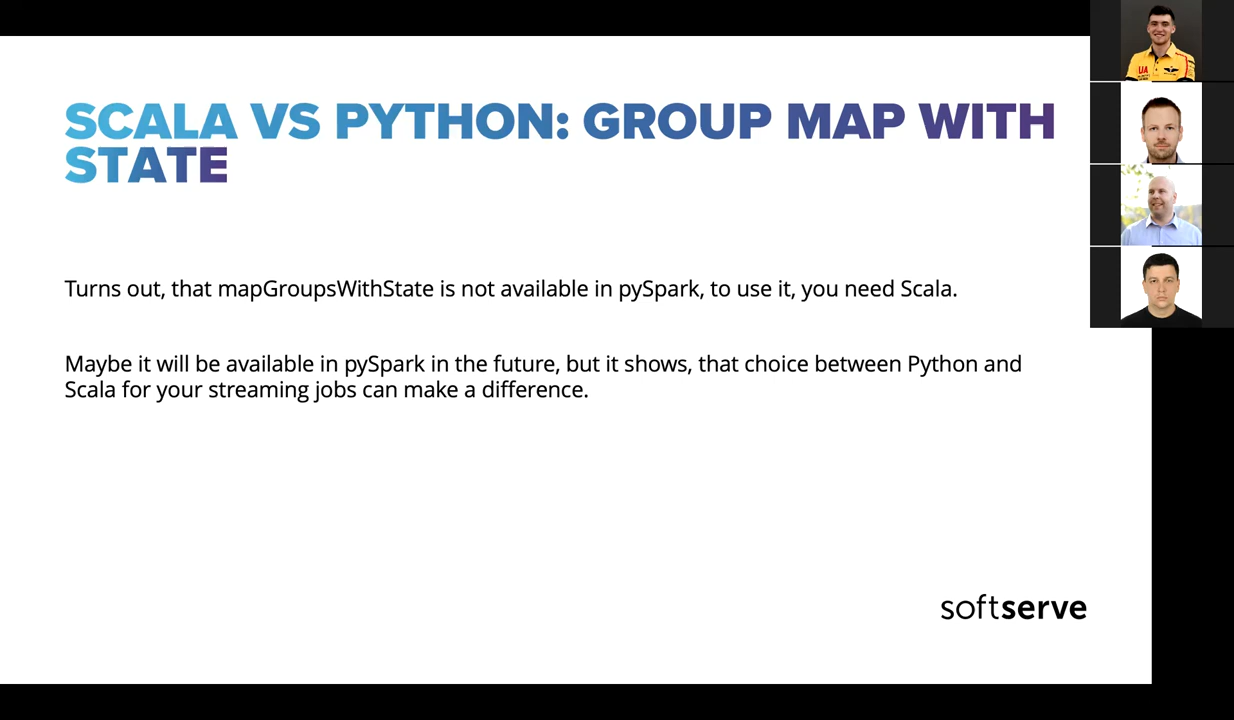 SCALA VS PYTHON: GROUP MAP WITH
STATE
Turns out, that mapGroupsWithState is not available in pySpark, to use it, you need Scala.
Maybe it will be available in pySpark in the future, but it shows, that choice between Python and
Scala for your streaming jobs can make a difference.
softserve
UA